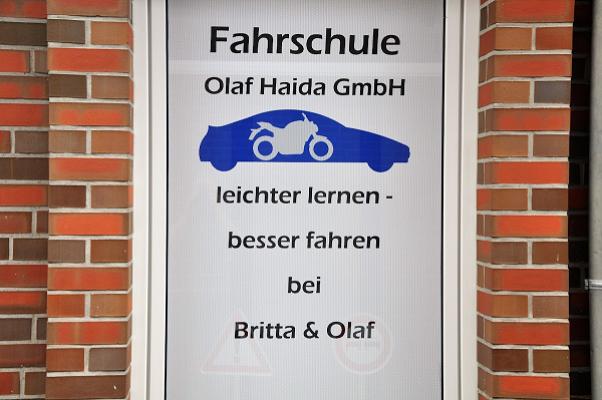 Fahrschule
Olaf Haida GmbH
leichter lernen -
besser fahren
bei
Britta & Olaf